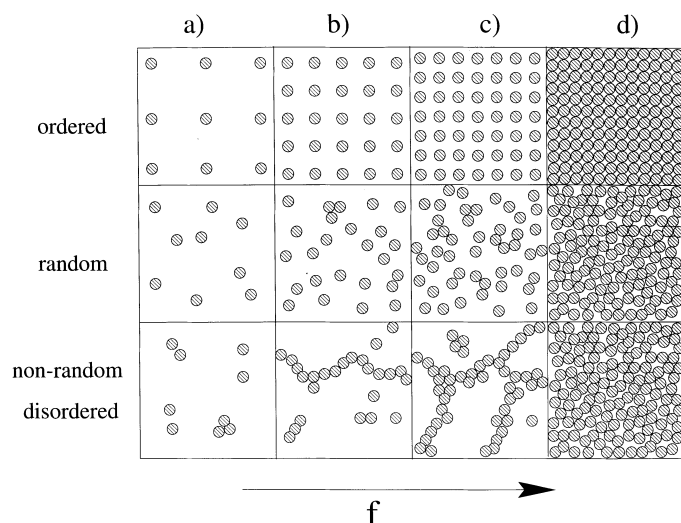 a) b) c) d)
ordered
random
non-random
disordered
f